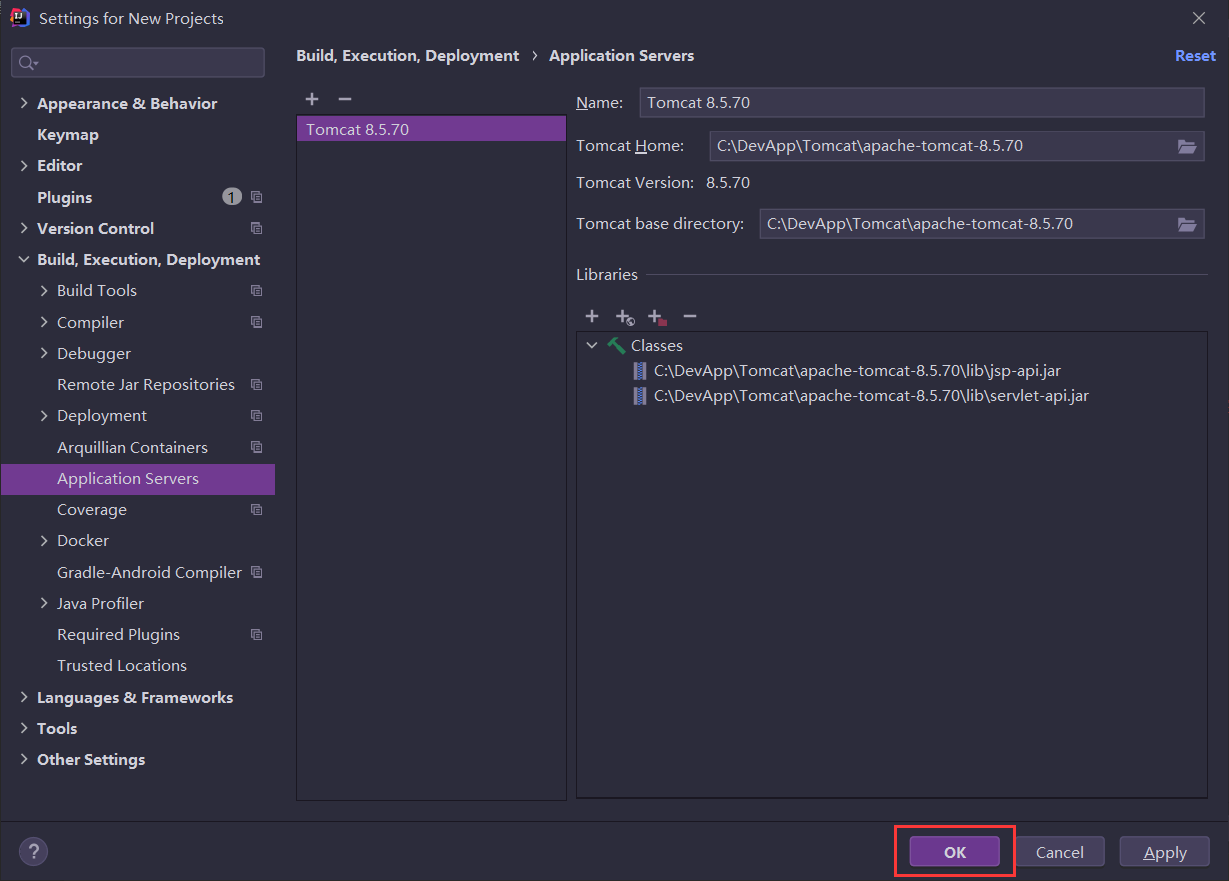 Settings for New Projects
Build, Execution, Deployment › Application Servers
Reset
Appearance & Behavior
Keymap
Editor
Plugins 1
Version Control
Build, Execution, Deployment
Build Tools
Compiler
Debugger
Remote Jar Repositories
Deployment
Arquillian Containers
Application Servers
Coverage
Docker
Gradle-Android Compiler
Java Profiler
Required Plugins
Trusted Locations
Languages & Frameworks
Tools
Other Settings
Tomcat 8.5.70
Name: Tomcat 8.5.70
Tomcat Home: C:\DevApp\Tomcat\apache-tomcat-8.5.70
Tomcat Version: 8.5.70
Tomcat base directory: C:\DevApp\Tomcat\apache-tomcat-8.5.70
Libraries
Classes
C:\DevApp\Tomcat\apache-tomcat-8.5.70\lib\jsp-api.jar
C:\DevApp\Tomcat\apache-tomcat-8.5.70\lib\servlet-api.jar
? OK Cancel Apply